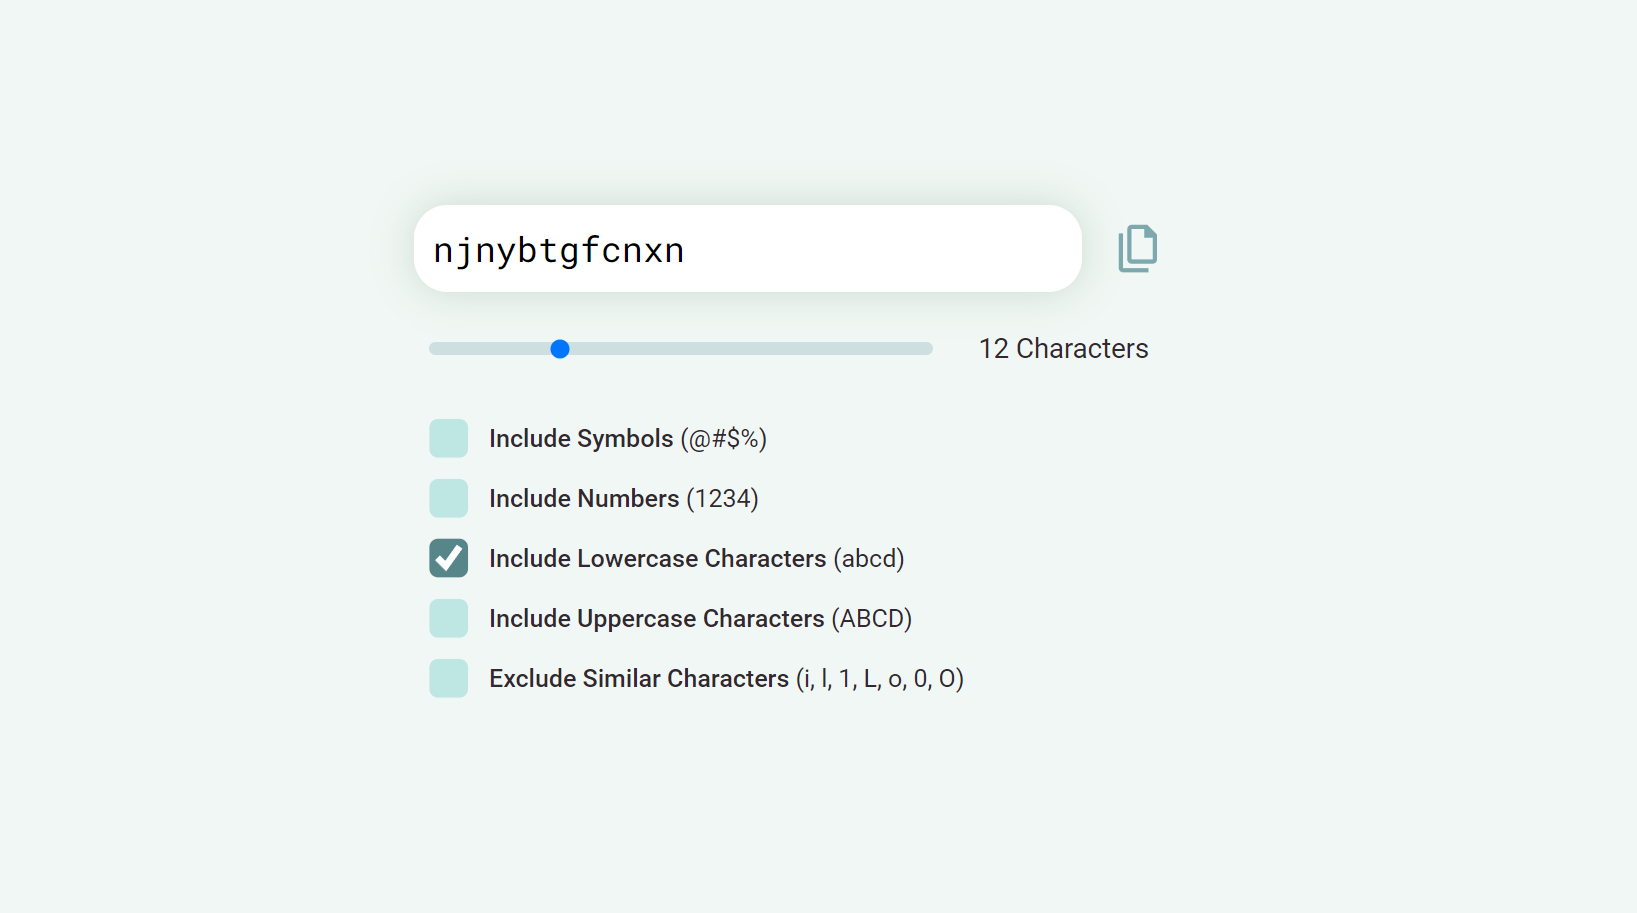 njnybtgfcnxn
12 Characters
Include Symbols (@#$%)
Include Numbers (1234)
Include Lowercase Characters (abcd)
Include Uppercase Characters (ABCD)
Exclude Similar Characters (i, l, 1, L, o, 0, O)